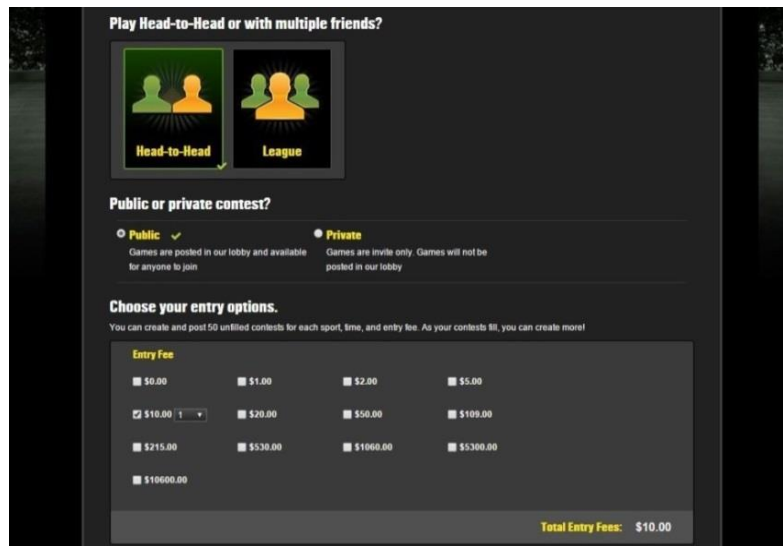 Play Head-to-Head or with multiple friends?
Head-to-Head League
Public or private contest?
Public Private
Games are posted in our lobby and available Games are invite only. Games will not be
for anyone to join posted in our lobby
Choose your entry options.
You can create and post 50 unfilled contests for each sport, time, and entry fee. As your contests fill, you can create more!
Entry Fee
$0.00 $1.00 $2.00 $5.00
$10.00 1 $20.00 $50.00 $109.00
$215.00 $530.00 $1060.00 $5300.00
$10600.00
Total Entry Fees: $10.00